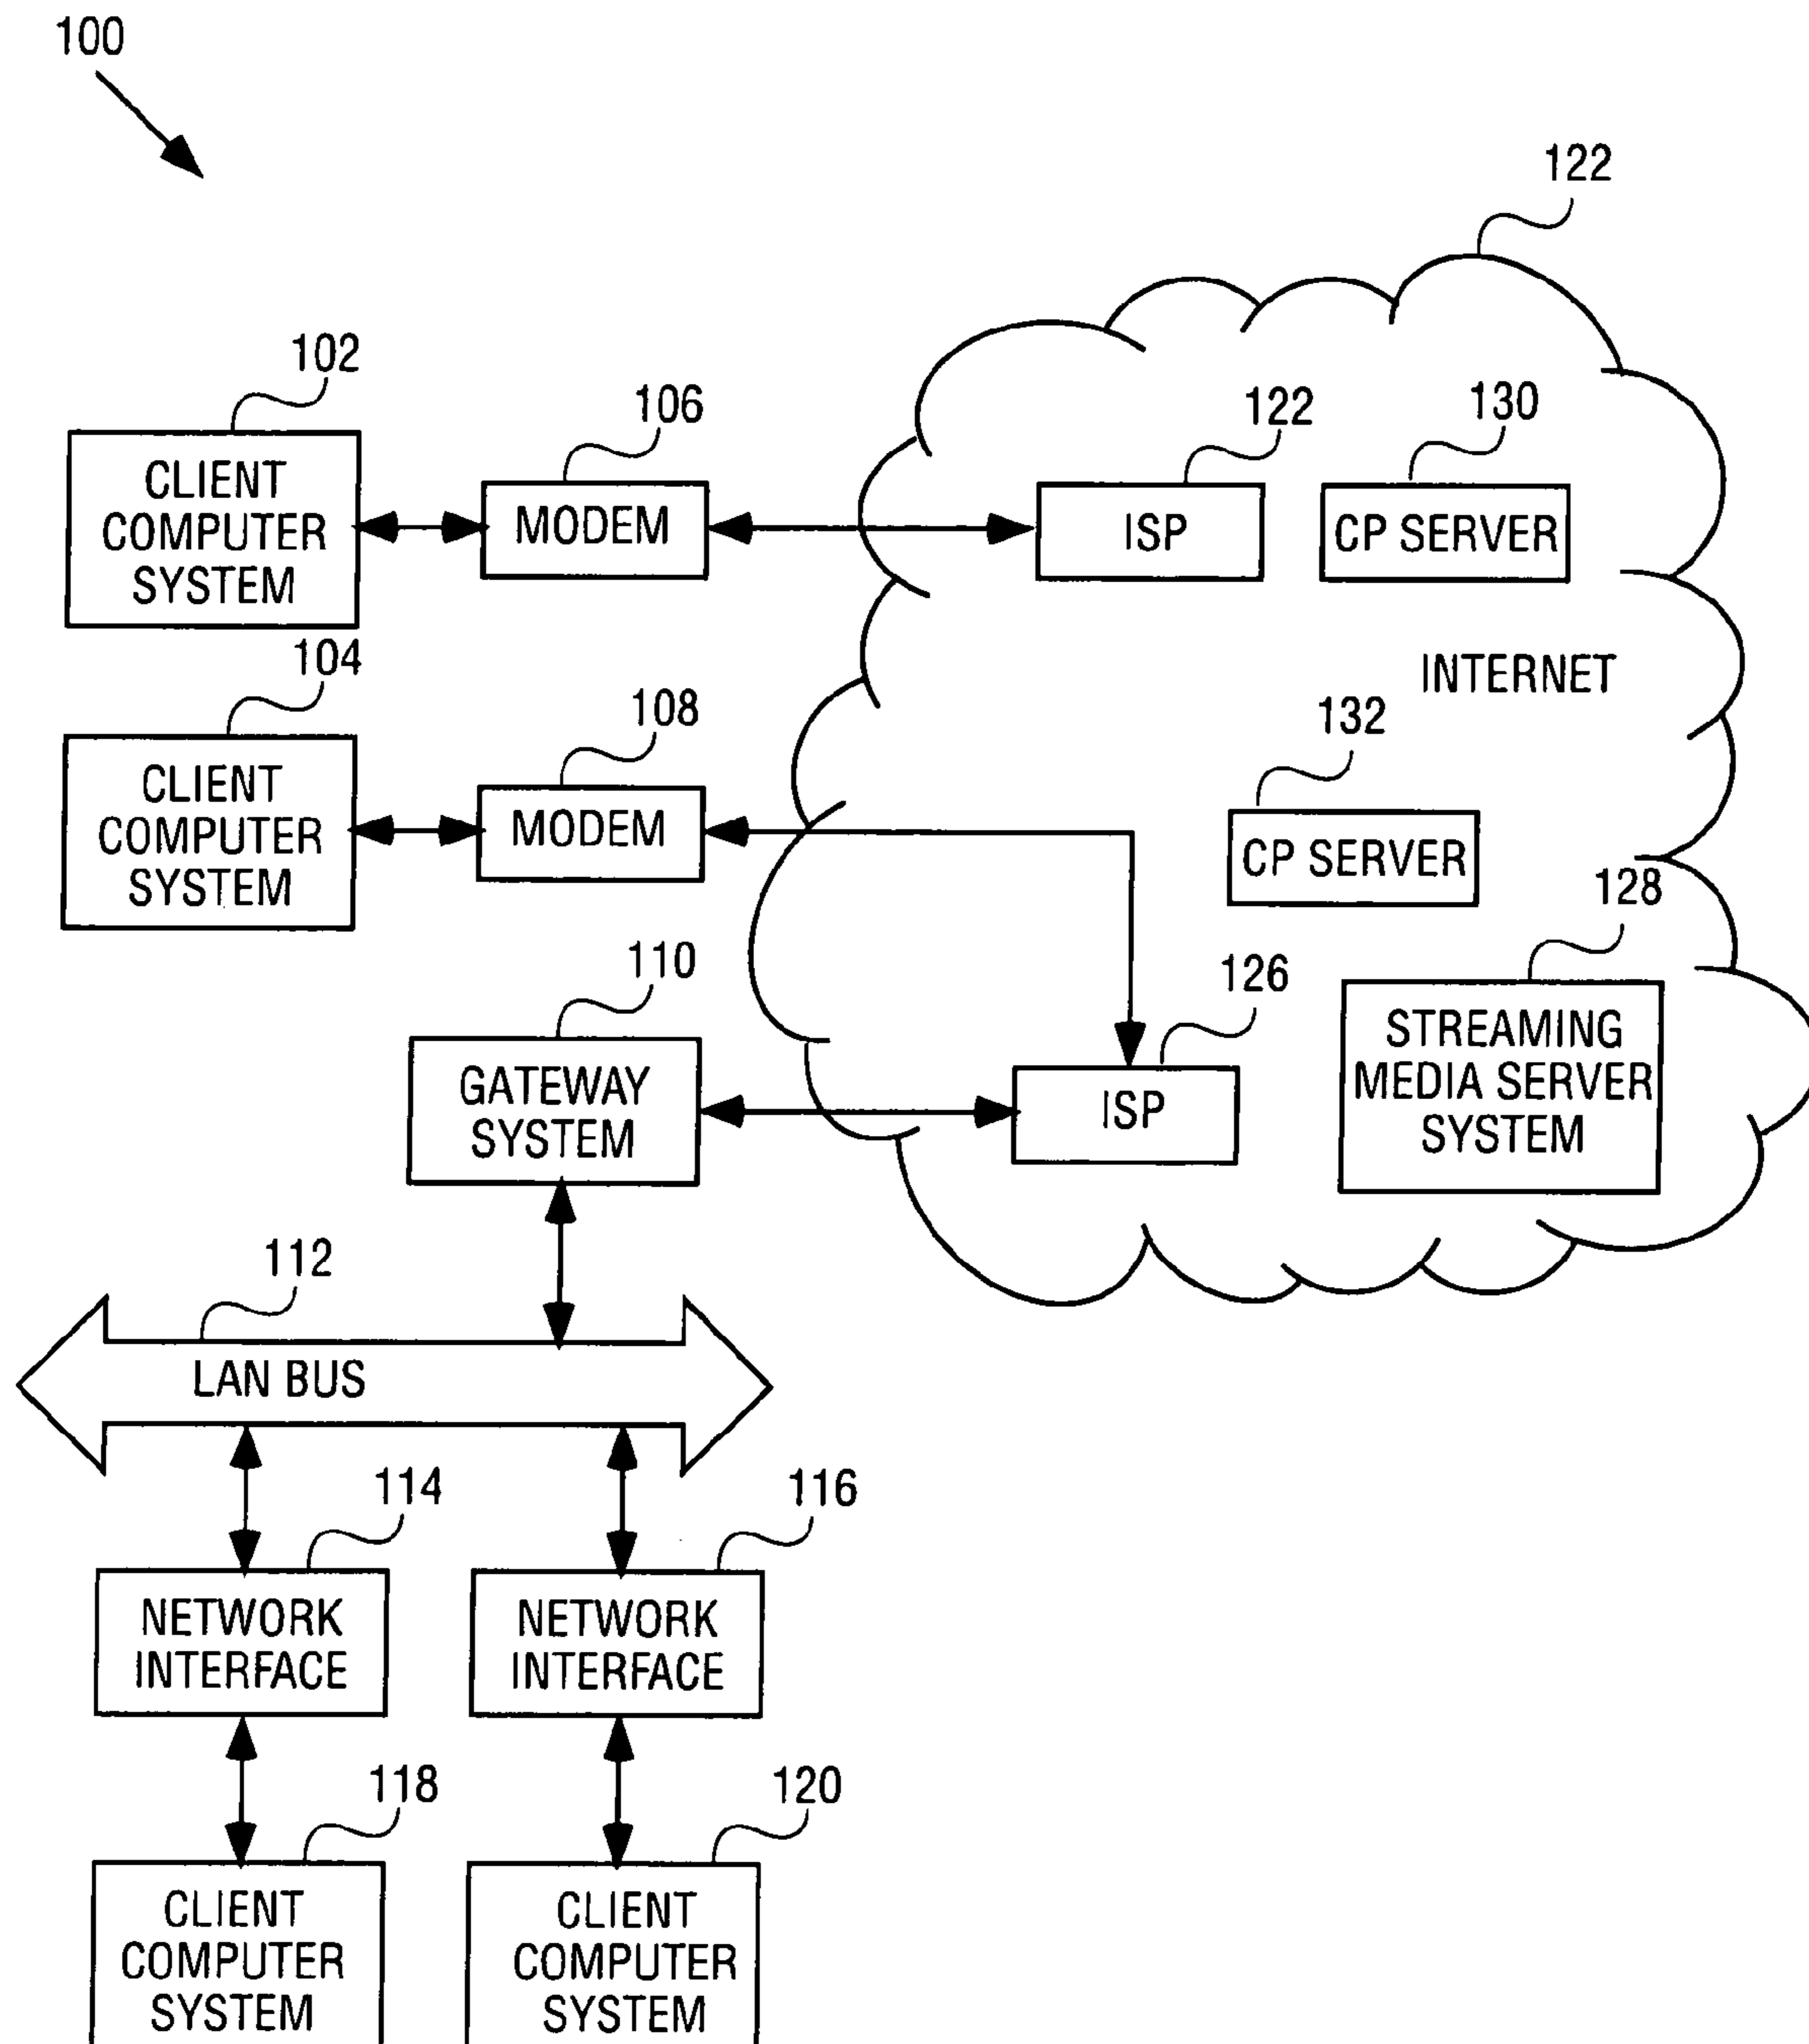 100
122
102
106
122
130
CLIENT
COMPUTER
SYSTEM
MODEM
ISP
CP SERVER
104
108
INTERNET
132
CLIENT
COMPUTER
SYSTEM
MODEM
CP SERVER
128
110
126
GATEWAY
SYSTEM
ISP
STREAMING
MEDIA SERVER
SYSTEM
112
LAN BUS
114
116
NETWORK
INTERFACE
NETWORK
INTERFACE
118
120
CLIENT
COMPUTER
SYSTEM
CLIENT
COMPUTER
SYSTEM